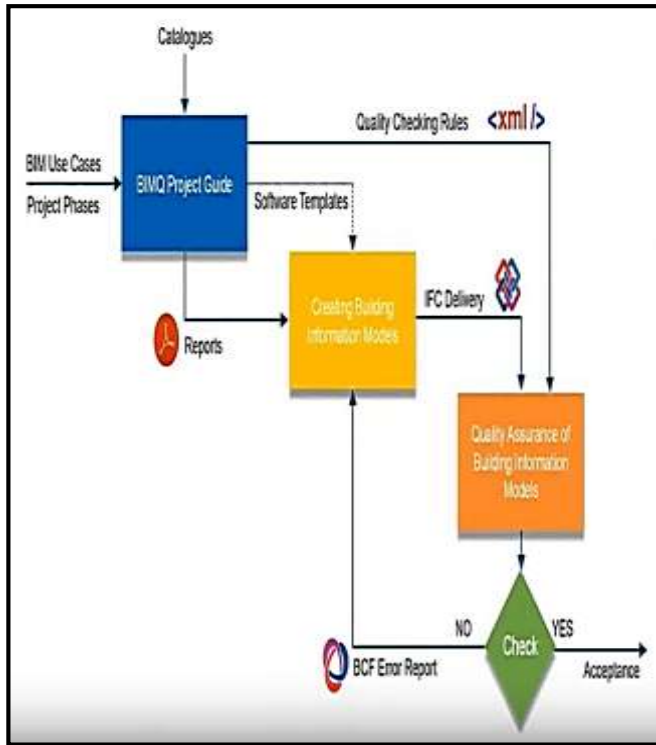 Catalogues
Quality Checking Rules
<xml />
BIM Use Cases
Project Phases
BIMQ Project Guide
Software Templates
Creating Building
Information Models
IFC Delivery
Reports
Quality Assurance of
Building Information
Models
NO
YES
Check
BCF Error Report
Acceptance